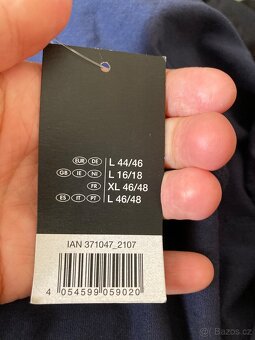 EUR DE L 44/46
GB IE NI L 16/18
FR XL 46/48
ES IT PT L 46/48
IAN 371047_2107
4 054599 059020
Bazos.cz